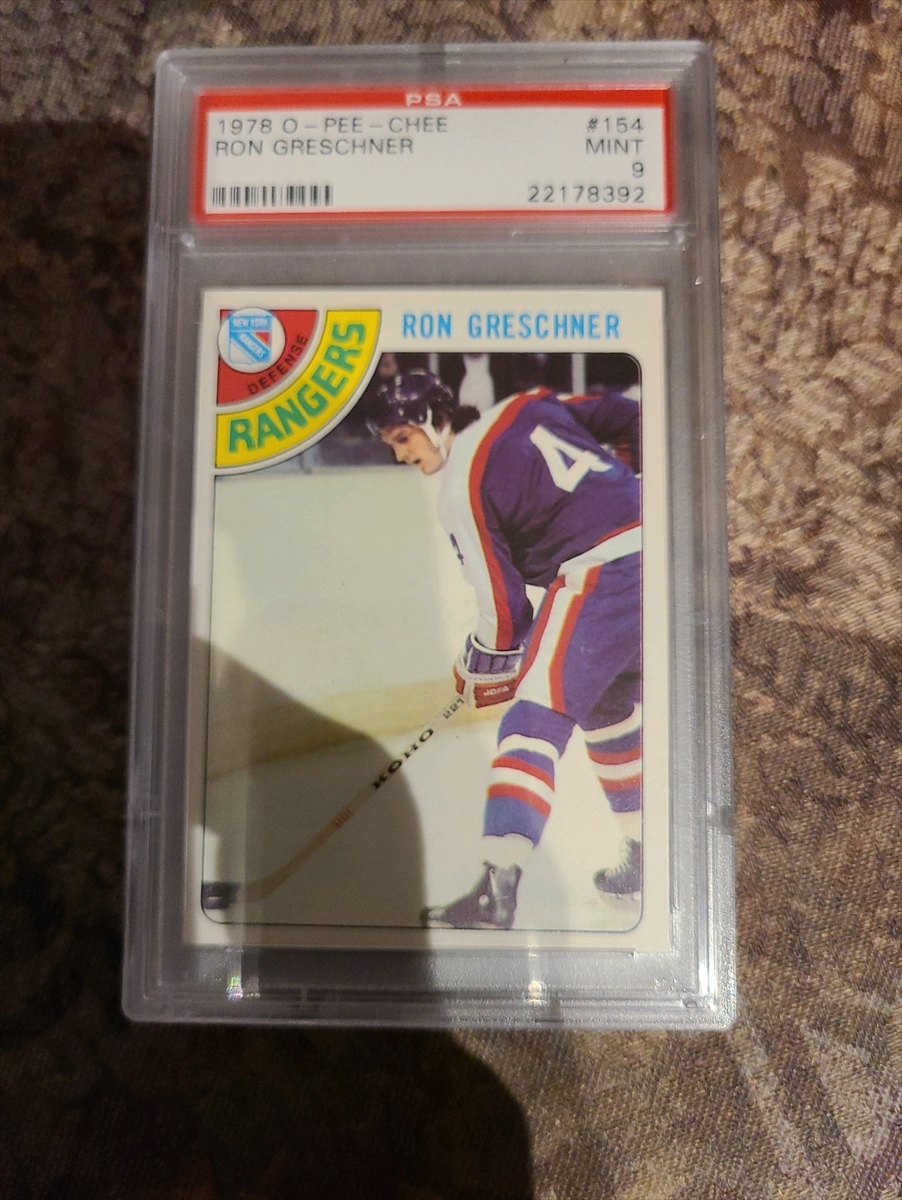 PSA
1978 O-PEE-CHEE #154
RON GRESCHNER MINT
9
22178392
NEW YORK
RANGERS
DEFENSE
RANGERS
RON GRESCHNER
4
JOFA
KOHO 221